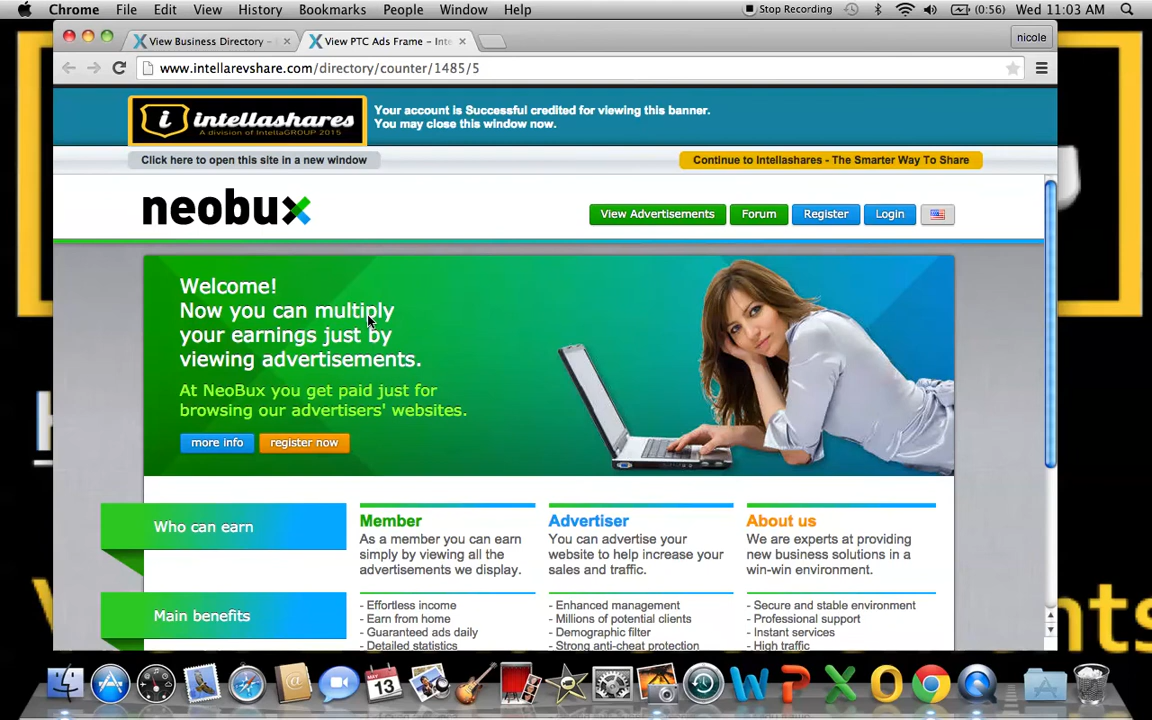 Chrome File Edit View History Bookmarks People Window Help Stop Recording (0:56) Wed 11:03 AM
View Business Directory - View PTC Ads Frame - Inte nicole
www.intellarevshare.com/directory/counter/1485/5
i intellashares
A division of IntellaGROUP 2015
Your account is Successful credited for viewing this banner.
You may close this window now.
Click here to open this site in a new window Continue to Intellashares - The Smarter Way To Share
neobux View Advertisements Forum Register Login
Welcome!
Now you can multiply
your earnings just by
viewing advertisements.
At NeoBux you get paid just for
browsing our advertisers' websites.
more info register now
Who can earn
Member
As a member you can earn
simply by viewing all the
advertisements we display.
Advertiser
You can advertise your
website to help increase your
sales and traffic.
About us
We are experts at providing
new business solutions in a
win-win environment.
Main benefits
- Effortless income
- Earn from home
- Guaranteed ads daily
- Detailed statistics
- Enhanced management
- Millions of potential clients
- Demographic filter
- Strong anti-cheat protection
- Secure and stable environment
- Professional support
- Instant services
- High traffic
MAY
13
W P X O